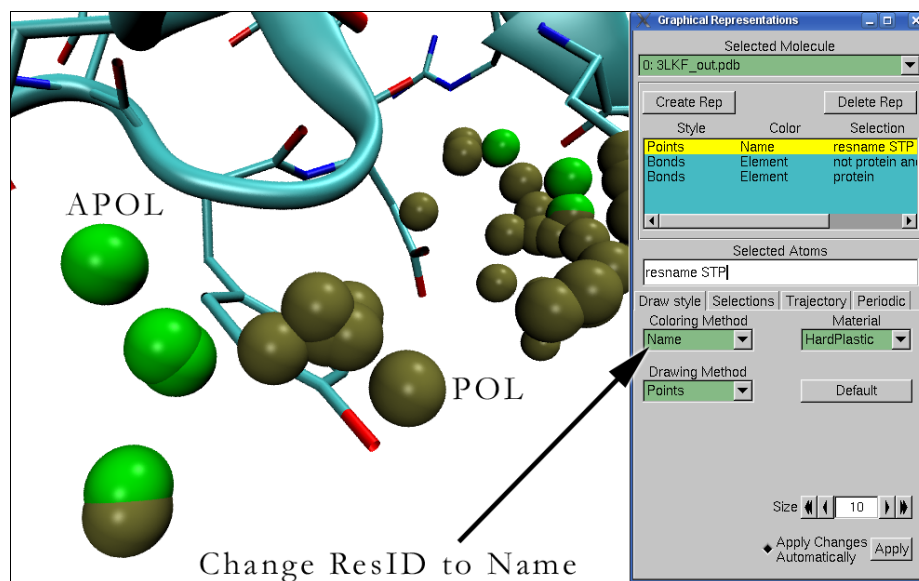 APOL
POL
Change ResID to Name
Graphical Representations
Selected Molecule
0: 3LKF_out.pdb
Create Rep Delete Rep
Style Color Selection
Points Name resname STP
Bonds Element not protein an
Bonds Element protein
Selected Atoms
resname STP
Draw style Selections Trajectory Periodic
Coloring Method Material
Name HardPlastic
Drawing Method
Points Default
Size 10
Apply Changes
Automatically Apply